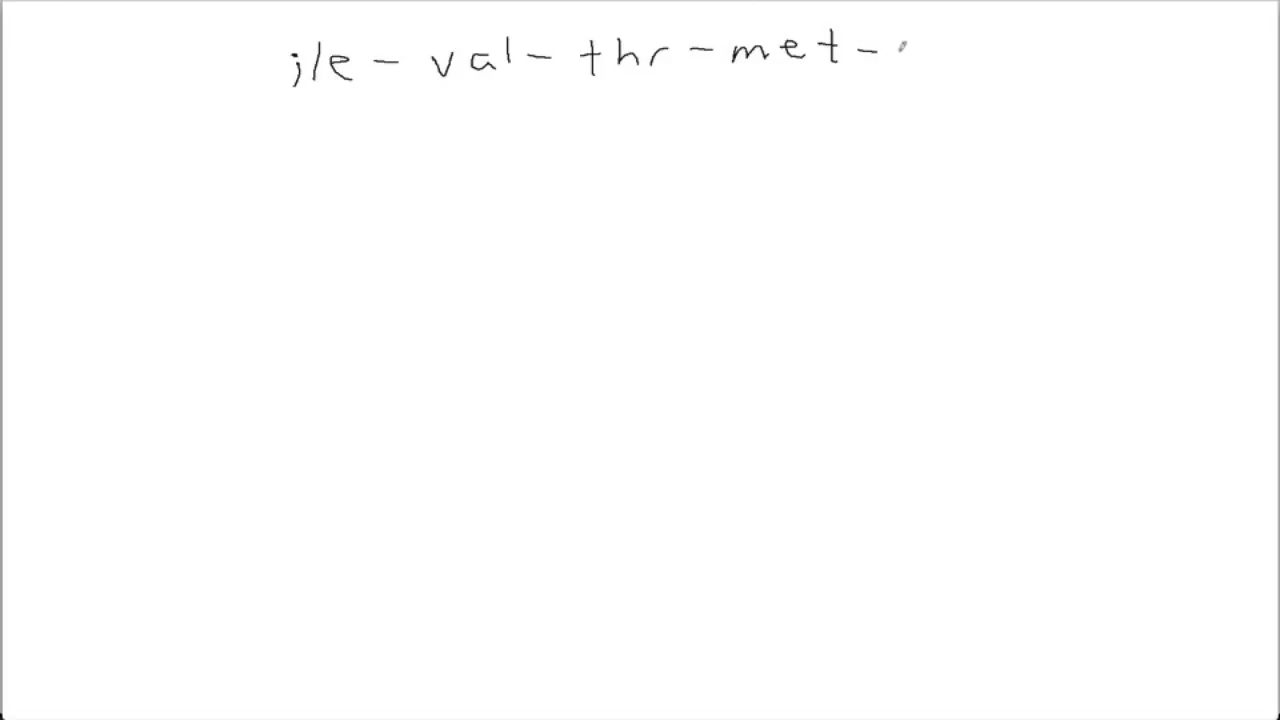 ile - val - thr - met -